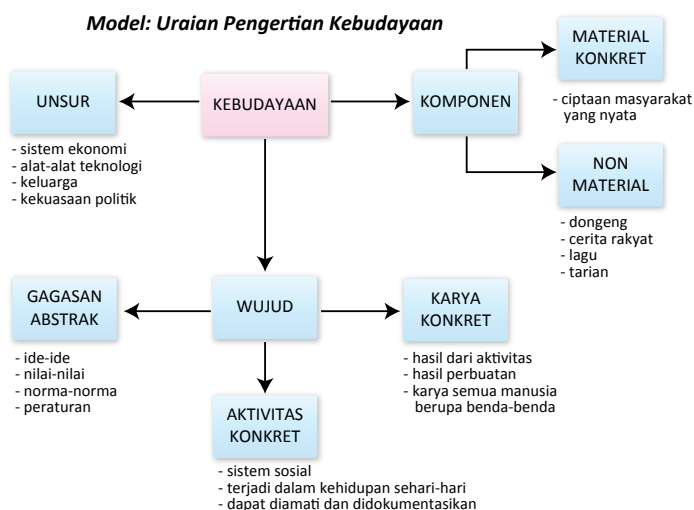 Model: Uraian Pengertian Kebudayaan
UNSUR
- sistem ekonomi
- alat-alat teknologi
- keluarga
- kekuasaan politik
KEBUDAYAAN
KOMPONEN
MATERIAL
KONKRET
- ciptaan masyarakat
yang nyata
NON
MATERIAL
- dongeng
- cerita rakyat
- lagu
- tarian
GAGASAN
ABSTRAK
- ide-ide
- nilai-nilai
- norma-norma
- peraturan
WUJUD
KARYA
KONKRET
- hasil dari aktivitas
- hasil perbuatan
- karya semua manusia
berupa benda-benda
AKTIVITAS
KONKRET
- sistem sosial
- terjadi dalam kehidupan sehari-hari
- dapat diamati dan didokumentasikan